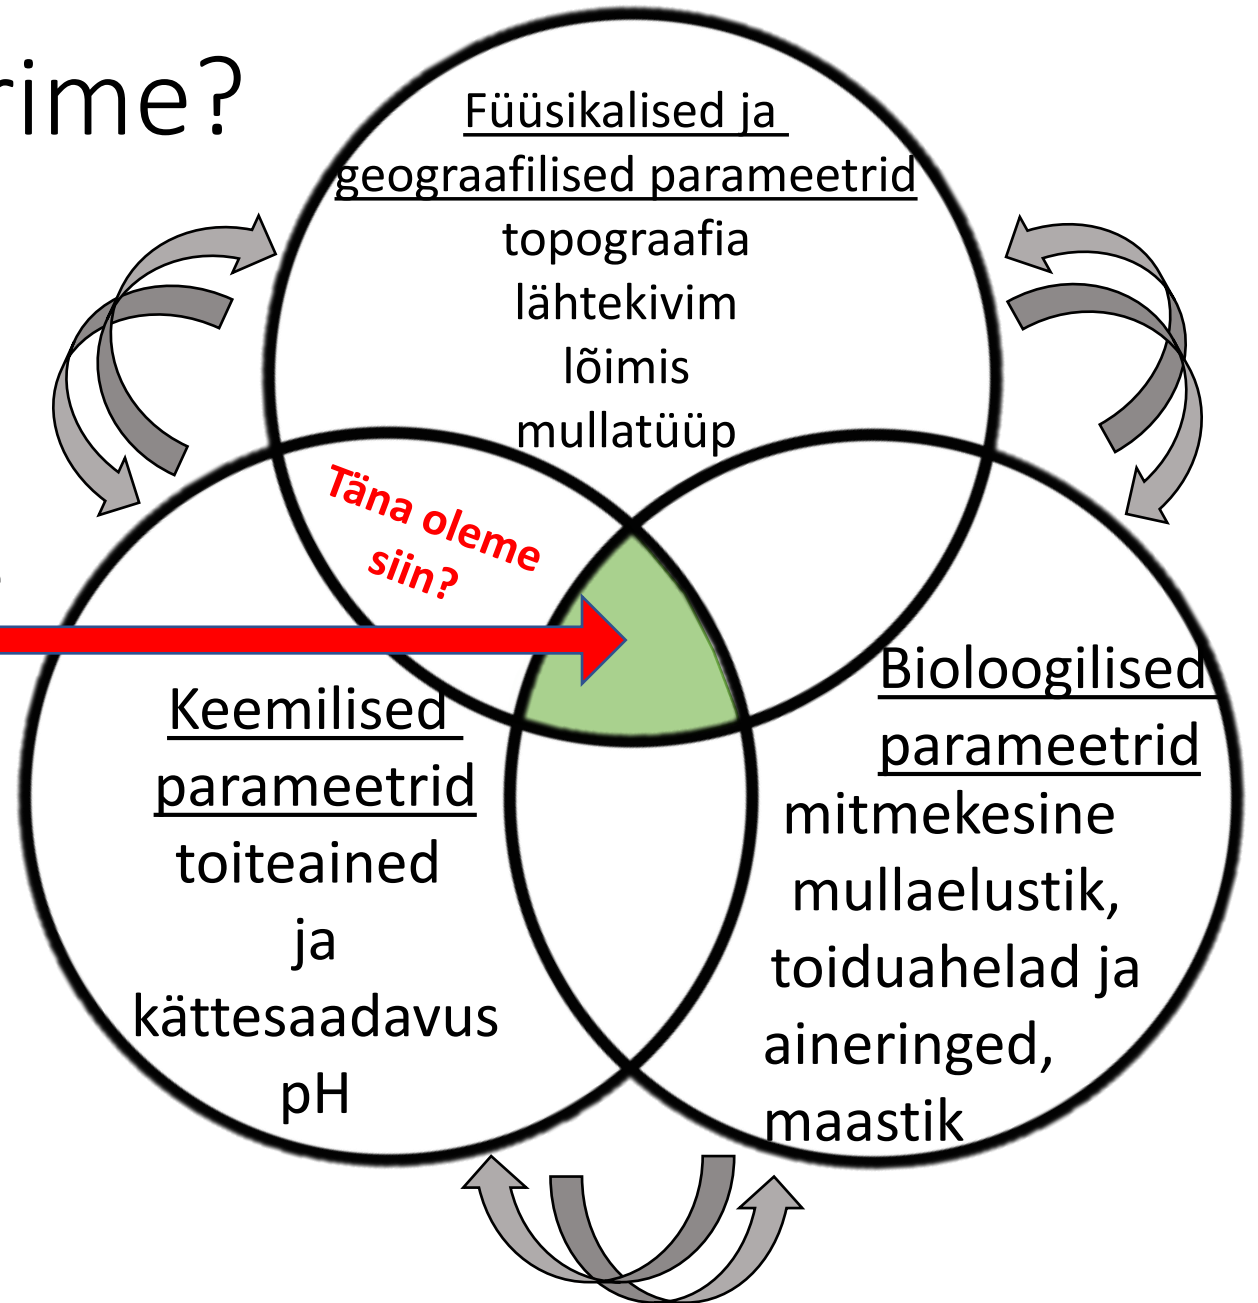 rime?
Füüsikalised ja
geograafilised parameetrid
topograafia
lähtekivim
lõimis
mullatüüp
Täna oleme
siin?
Keemilised
parameetrid
toiteained
ja
kättesaadavus
pH
Bioloogilised
parameetrid
mitmekesine
mullaelustik,
toiduahelad ja
aineringed,
maastik